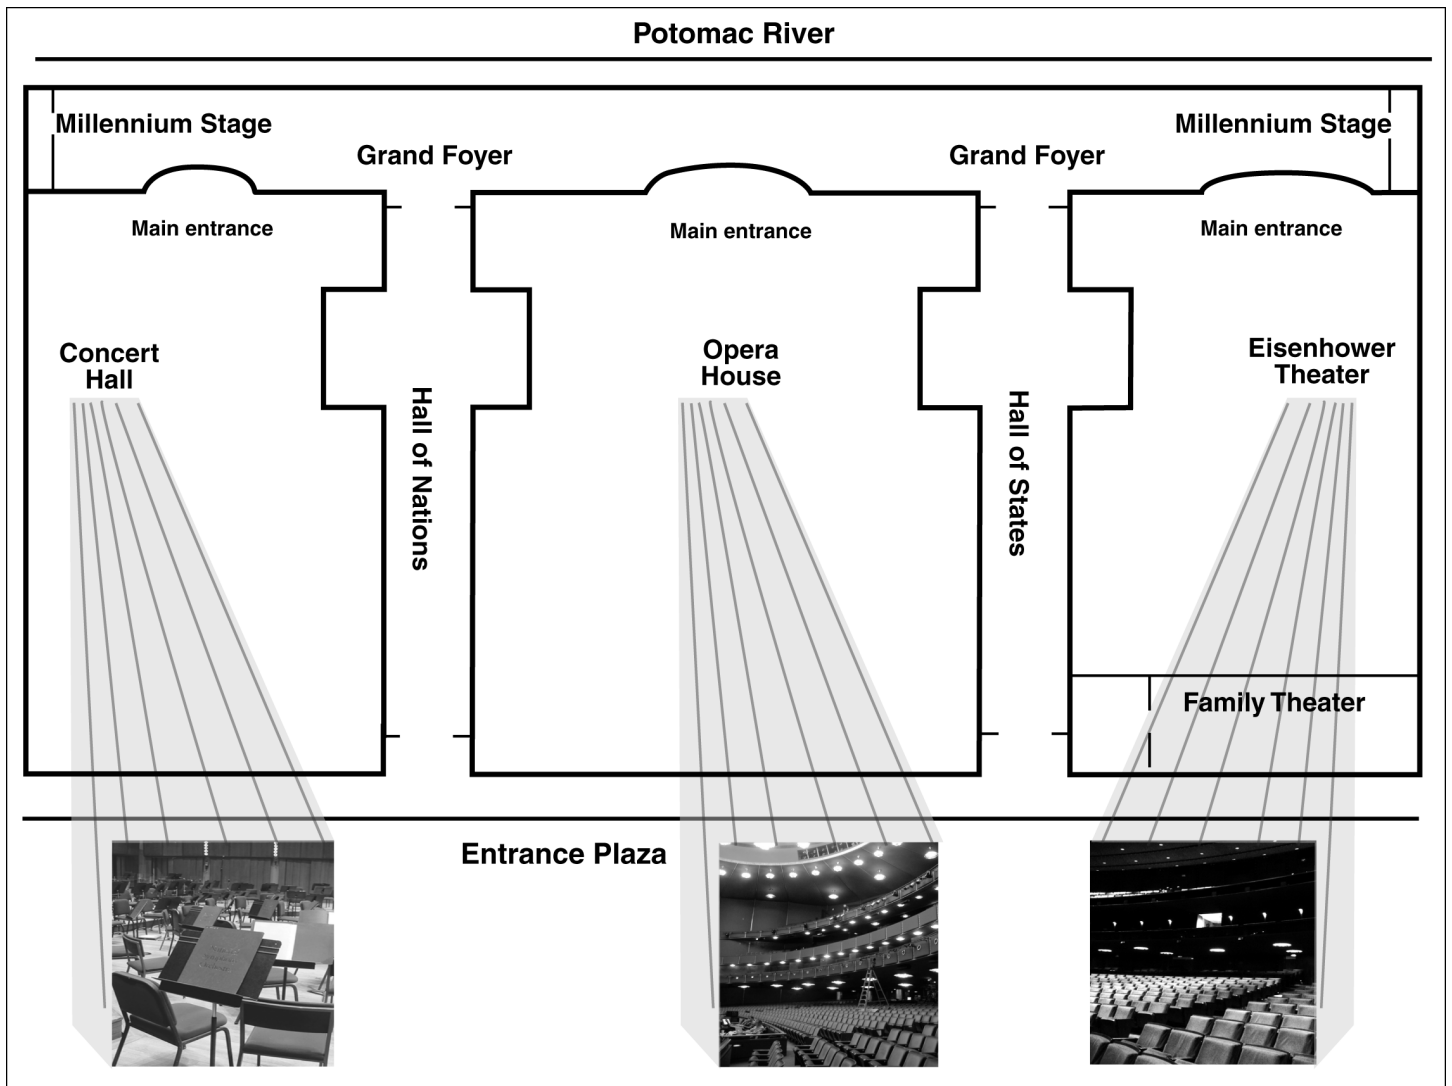 Potomac River
Millennium Stage
Millennium Stage
Grand Foyer
Grand Foyer
Main entrance
Main entrance
Main entrance
Concert
Hall
Opera
House
Eisenhower
Theater
Hall of Nations
Hall of States
Family Theater
Entrance Plaza